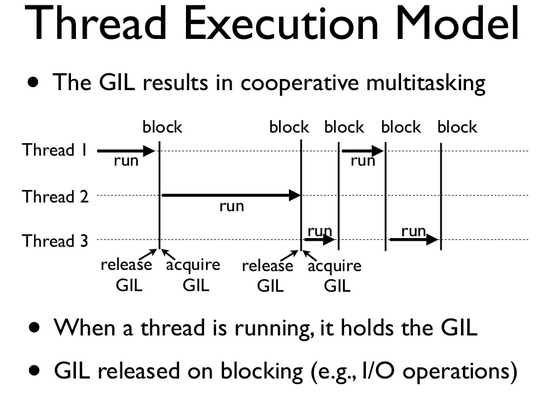 Thread Execution Model
• The GIL results in cooperative multitasking
block block block block block
Thread 1
run run
Thread 2
run
Thread 3
run run
release acquire release acquire
GIL GIL GIL GIL
• When a thread is running, it holds the GIL
• GIL released on blocking (e.g., I/O operations)